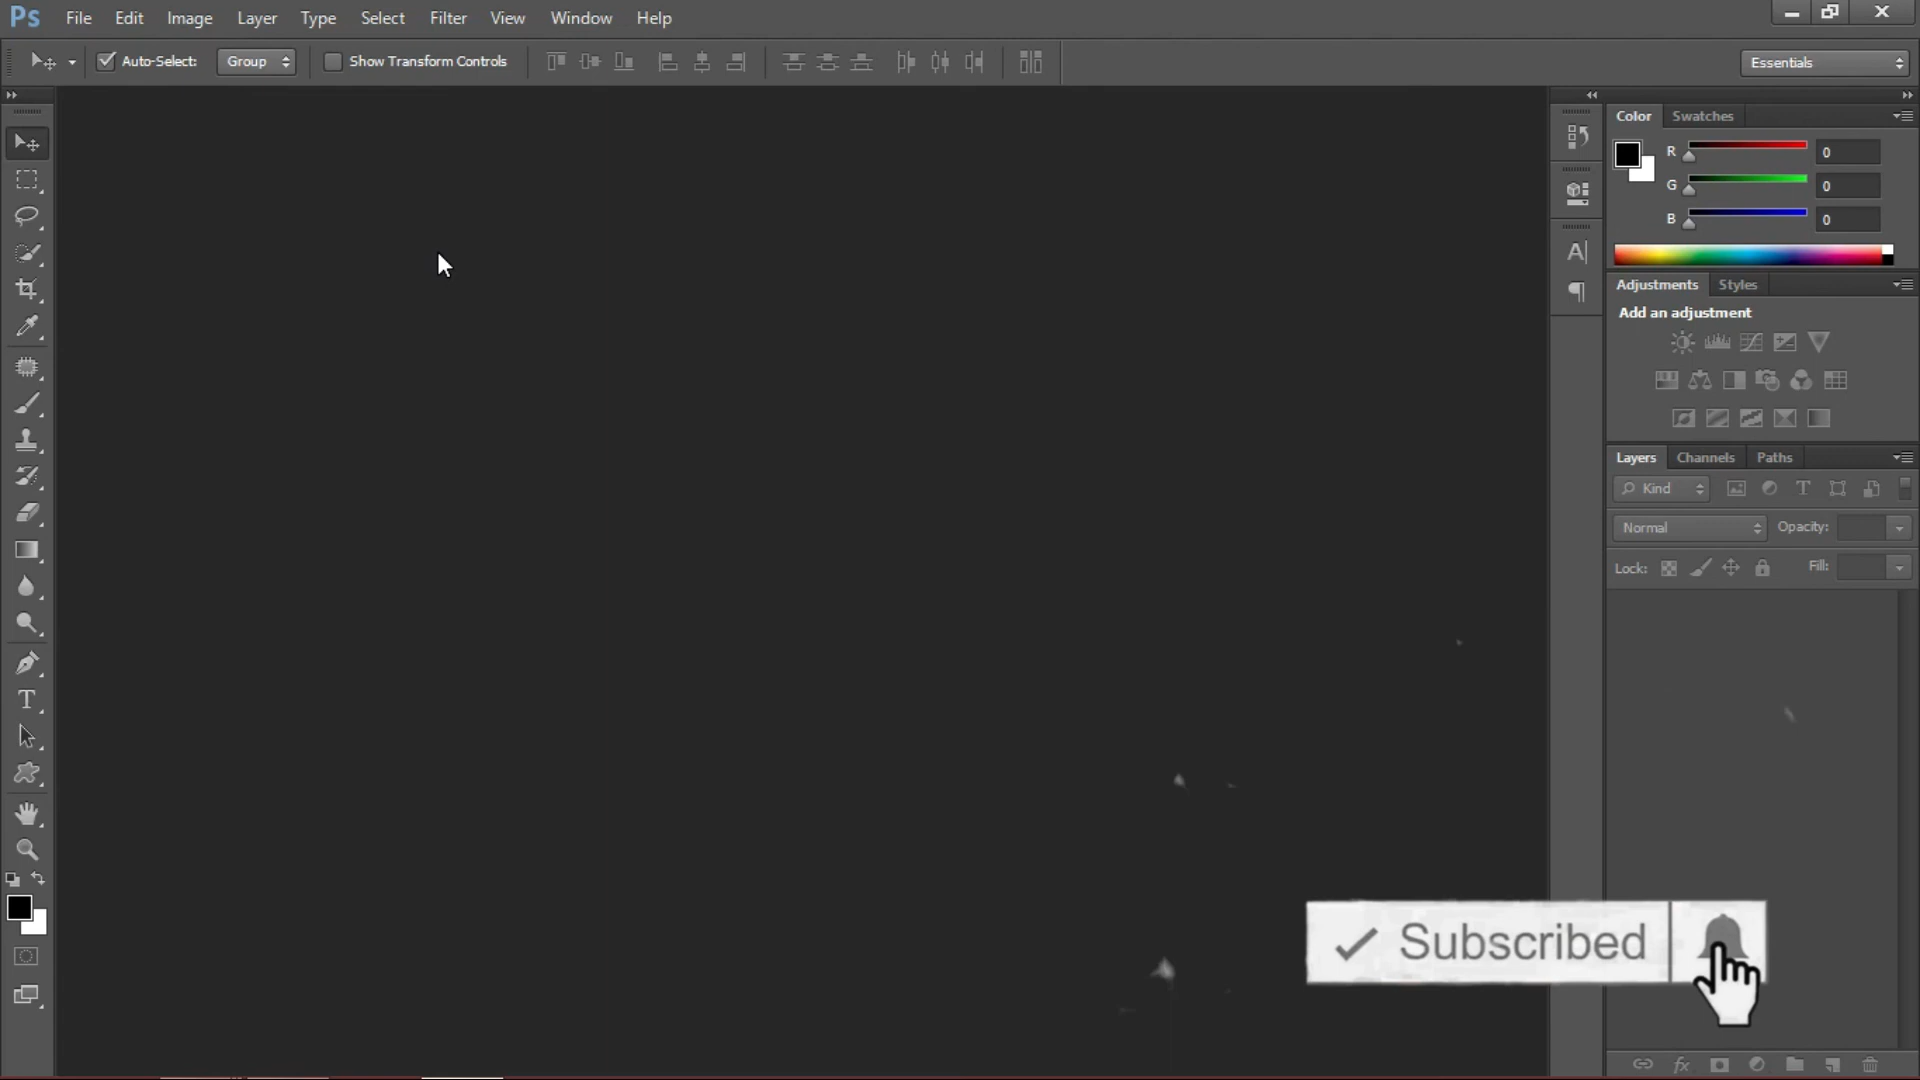 Ps File Edit Image Layer Type Select Filter View Window Help
Auto-Select: Group Show Transform Controls Essentials
Color Swatches
R 0
G 0
B 0
Adjustments Styles
Add an adjustment
Layers Channels Paths
Kind
Normal Opacity:
Lock: Fill:
Subscribed